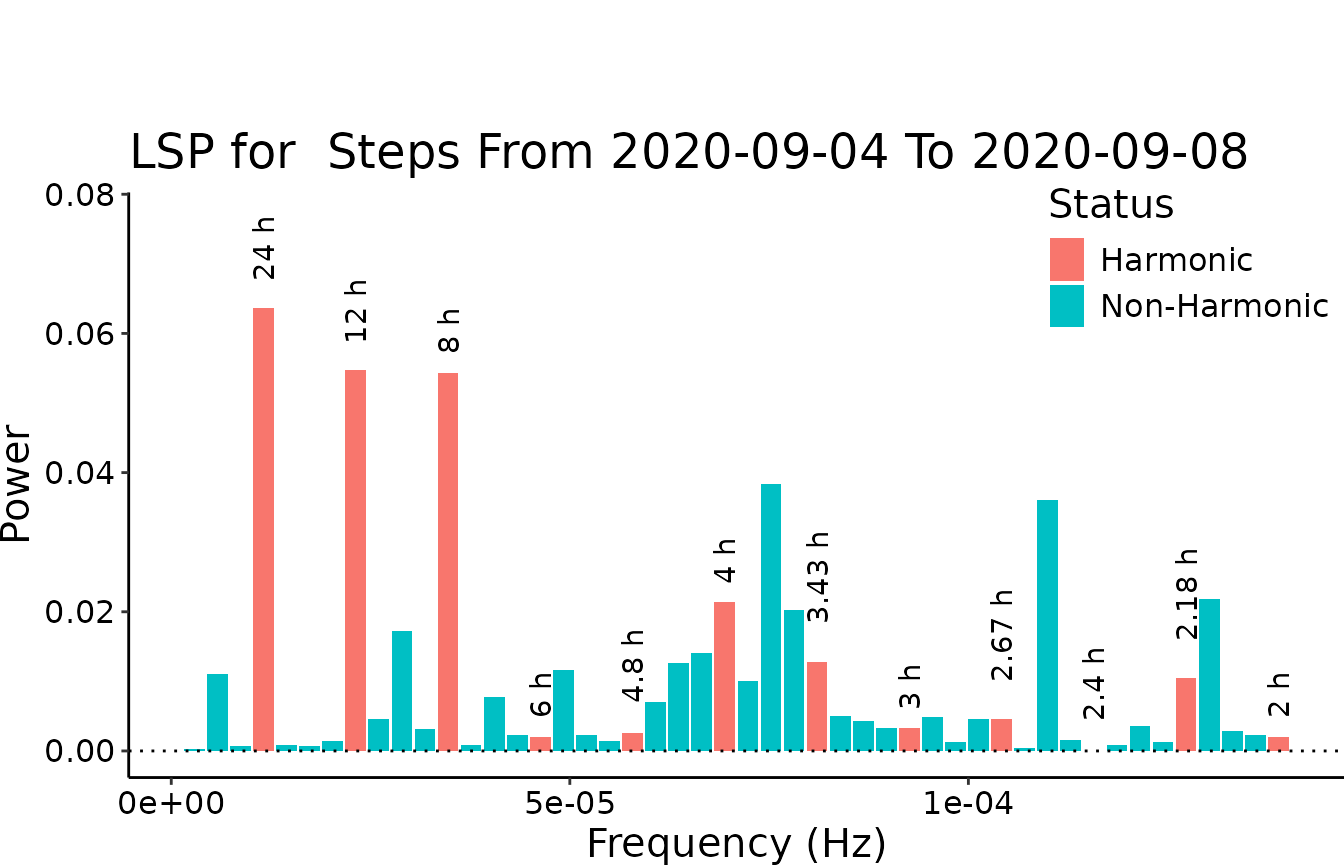 LSP for  Steps From 2020-09-04 To 2020-09-08
Status
Harmonic
Non-Harmonic
Power
0.08
0.06
0.04
0.02
0.00
24 h
12 h
8 h
6 h
4.8 h
4 h
3.43 h
3 h
2.67 h
2.4 h
2.18 h
2 h
0e+00
5e-05
1e-04
Frequency (Hz)